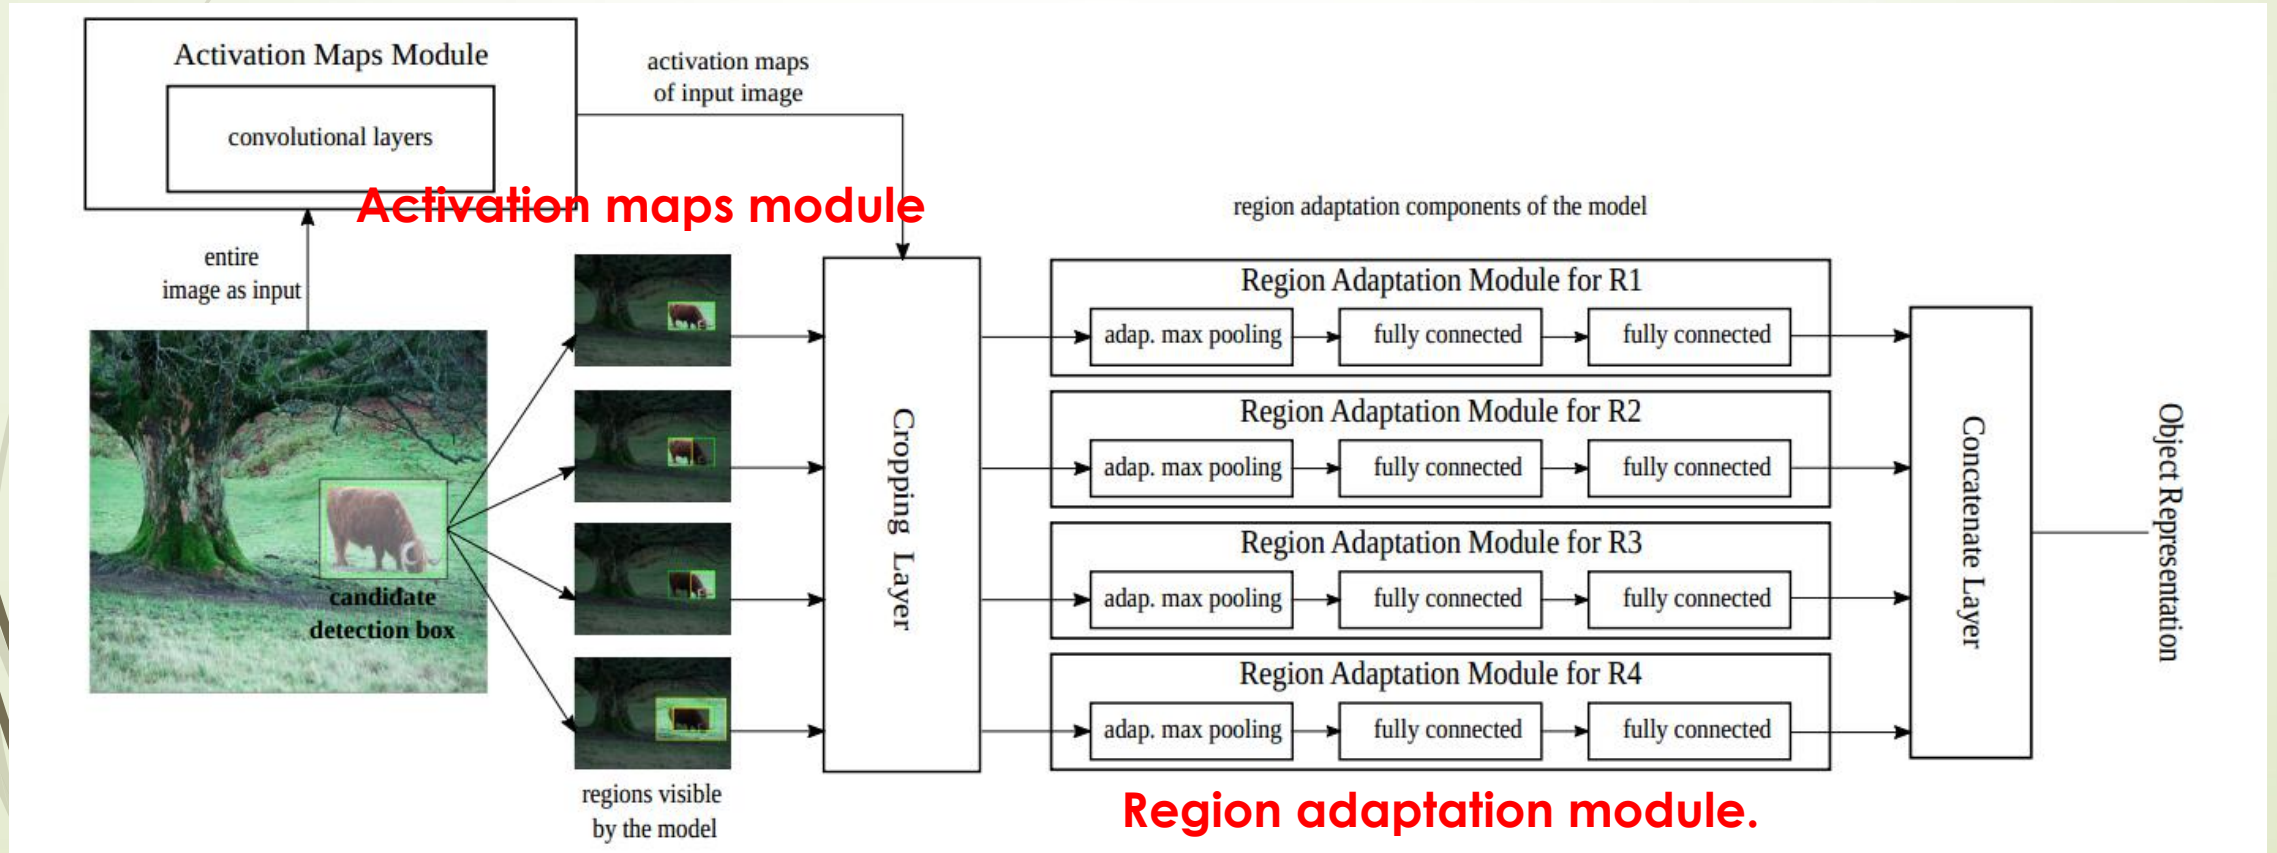 Activation Maps Module
convolutional layers
activation maps
of input image
Activation maps module
entire
image as input
candidate
detection box
regions visible
by the model
Cropping Layer
region adaptation components of the model
Region Adaptation Module for R1
adap. max pooling
fully connected
fully connected
Region Adaptation Module for R2
adap. max pooling
fully connected
fully connected
Region Adaptation Module for R3
adap. max pooling
fully connected
fully connected
Region Adaptation Module for R4
adap. max pooling
fully connected
fully connected
Region adaptation module.
Concatenate Layer
Object Representation